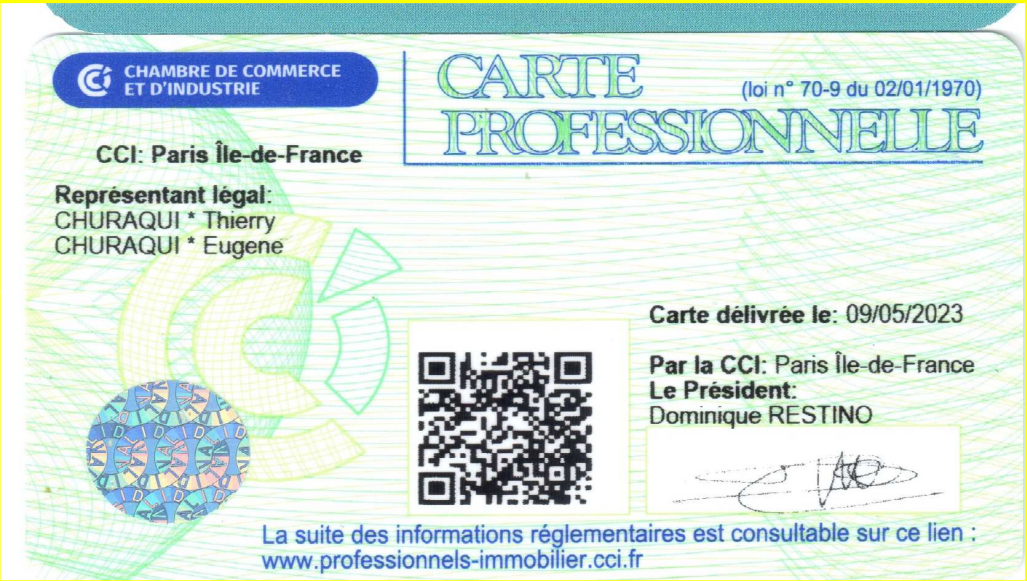 CHAMBRE DE COMMERCE
ET D'INDUSTRIE
CARTE
PROFESSIONNELLE
(loi n° 70-9 du 02/01/1970)
CCI: Paris Île-de-France
Représentant légal:
CHURAQUI * Thierry
CHURAQUI * Eugene
Carte délivrée le: 09/05/2023
Par la CCI: Paris Île-de-France
Le Président:
Dominique RESTINO
La suite des informations réglementaires est consultable sur ce lien :
www.professionnels-immobilier.cci.fr